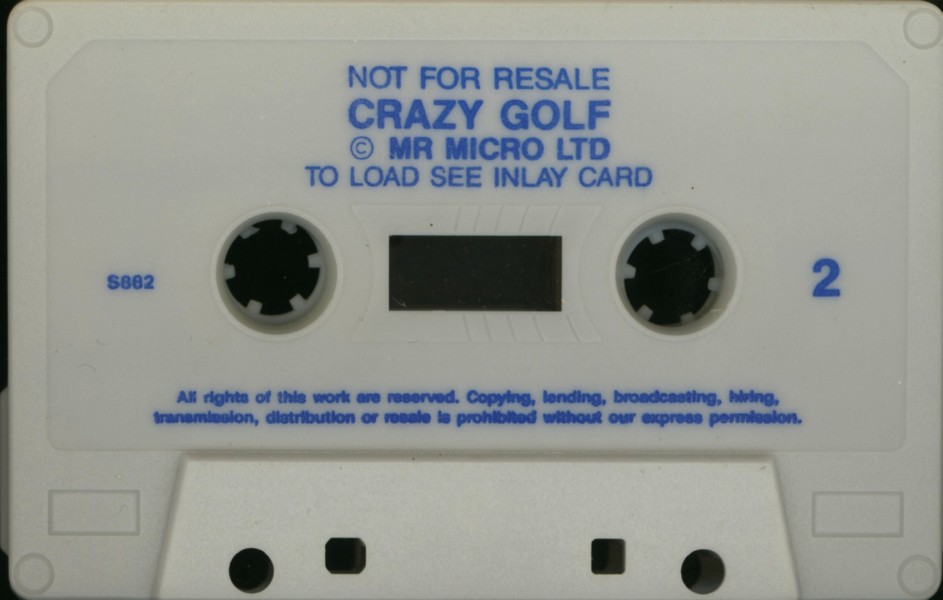 NOT FOR RESALE
CRAZY GOLF
© MR MICRO LTD
TO LOAD SEE INLAY CARD
S882
2
All rights of this work are reserved. Copying, lending, broadcasting, hiring,
transmission, distribution or resale is prohibited without our express permission.